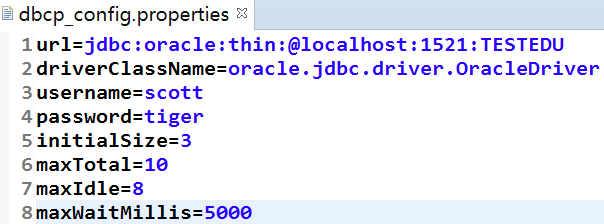 dbcp_config.properties
1 url=jdbc:oracle:thin:@localhost:1521:TESTEDU
2 driverClassName=oracle.jdbc.driver.OracleDriver
3 username=scott
4 password=tiger
5 initialSize=3
6 maxTotal=10
7 maxIdle=8
8 maxWaitMillis=5000